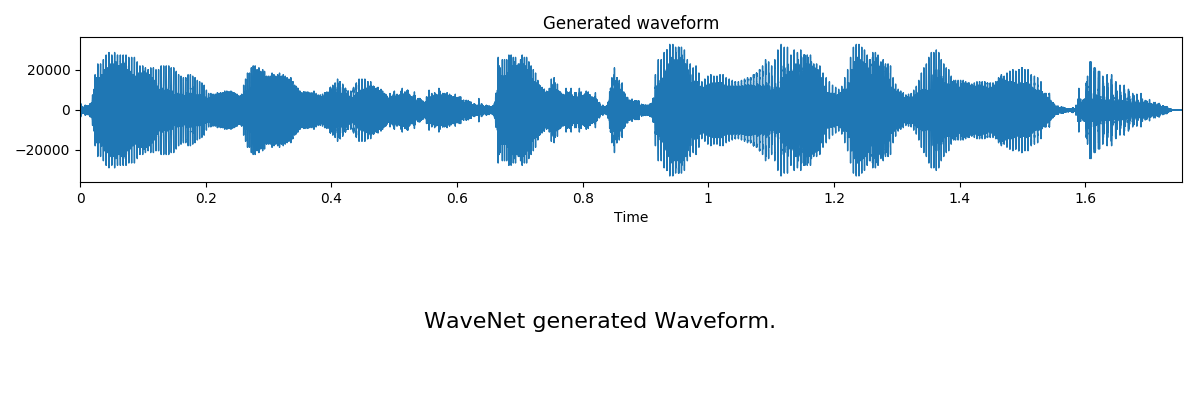 Generated waveform
20000
0
−20000
0 0.2 0.4 0.6 0.8 1 1.2 1.4 1.6
Time
WaveNet generated Waveform.